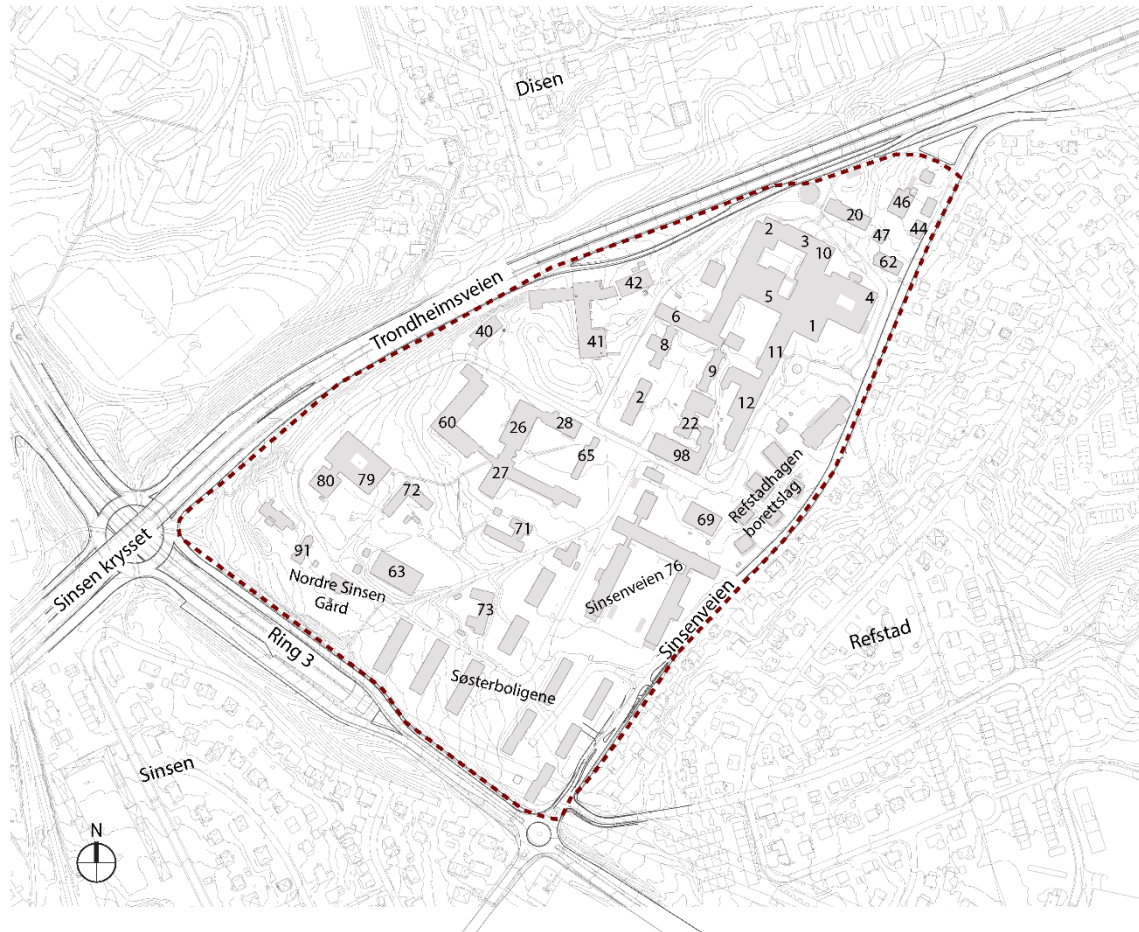 Disen
46
20
44
2
47
3
10
62
42
5
4
Trondheimsveien
6
1
40
41
8
11
9
2
12
60
28
26
22
65
98
27
79
80
72
Refstadhagen
borettslag
69
71
Sinsen krysset
91
63
Nordre Sinsen
Gård
Sinsenveien 76
73
Sinsenveien
Ring 3
Refstad
Søsterboligene
Sinsen
N